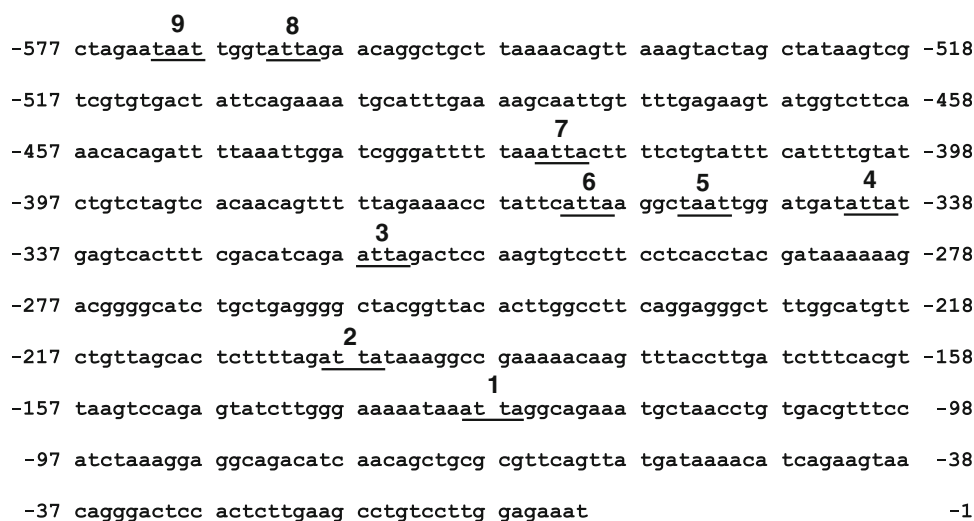 9 8
-577 ctagaataat tggtattaga acaggctgct taaaacagtt aaagtactag ctataagtcg -518
-517 tcgtgtgact attcagaaaa tgcatttgaa aagcaattgt tttgagaagt atggtcttca -458
7
-457 aacacagatt ttaaattgga tcgggatttt taaattactt ttctgtattt cattttgtat -398
6 5 4
-397 ctgtctagtc acaacagttt ttagaaaacc tattcattaa ggctaattgg atgatattat -338
3
-337 gagtcacttt cgacatcaga attagactcc aagtgtcctt cctcacctac gataaaaaag -278
-277 acggggcatc tgctgagggg ctacggttac acttggcctt caggagggct ttggcatgtt -218
2
-217 ctgttagcac tcttttagat tataaaggcc gaaaaacaag tttaccttga tctttcacgt -158
1
-157 taagtccaga gtatcttggg aaaaataaat taggcagaaa tgctaacctg tgacgtttcc -98
-97 atctaaagga ggcagacatc aacagctgcg cgttcagtta tgataaaaca tcagaagtaa -38
-37 cagggactcc actcttgaag cctgtccttg gagaaat -1